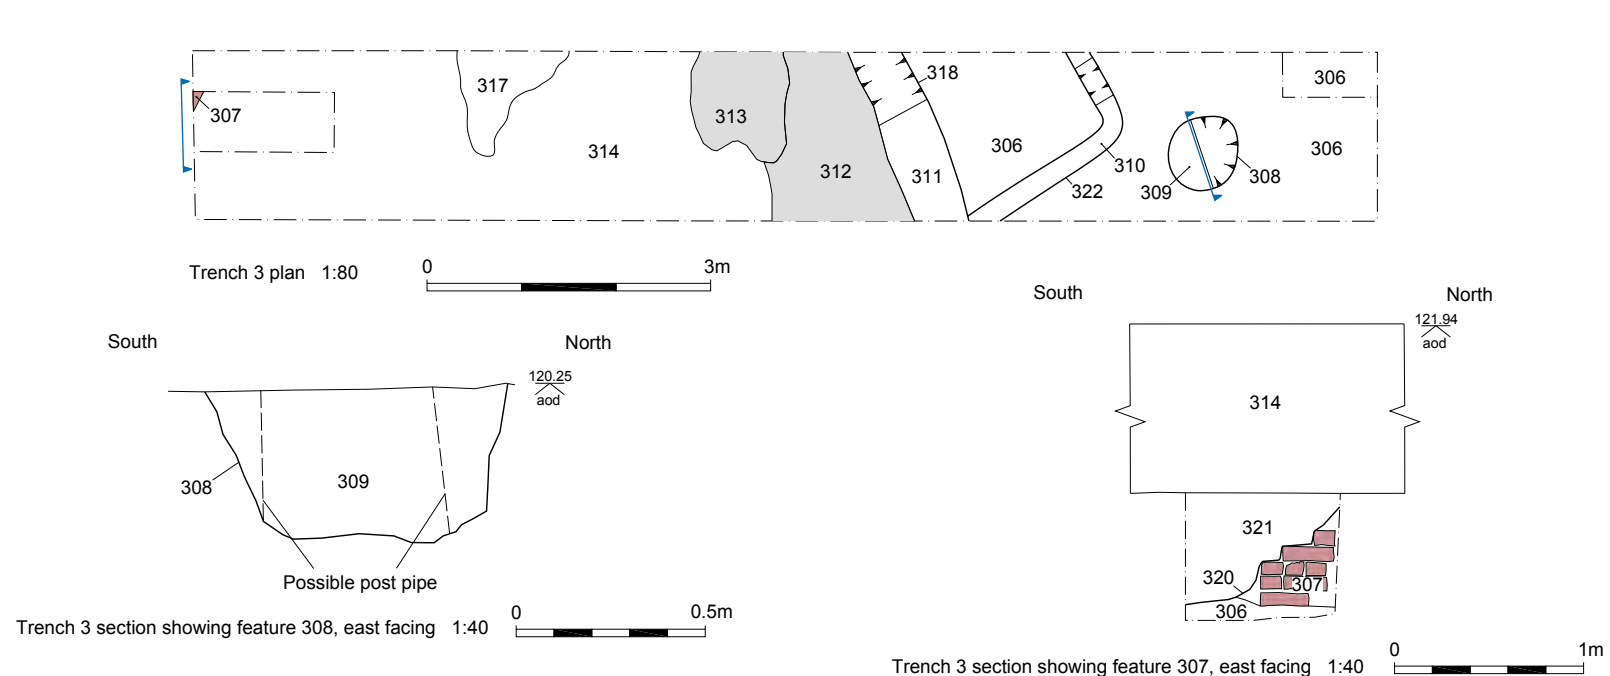 317
318
306
307
313
314
306
306
310
312
311
309
308
322
Trench 3 plan 1:80
0
3m
South
North
120.25
aod
308
309
Possible post pipe
0
0.5m
Trench 3 section showing feature 308, east facing 1:40
South
North
121.94
aod
314
321
320
307
306
0
1m
Trench 3 section showing feature 307, east facing 1:40